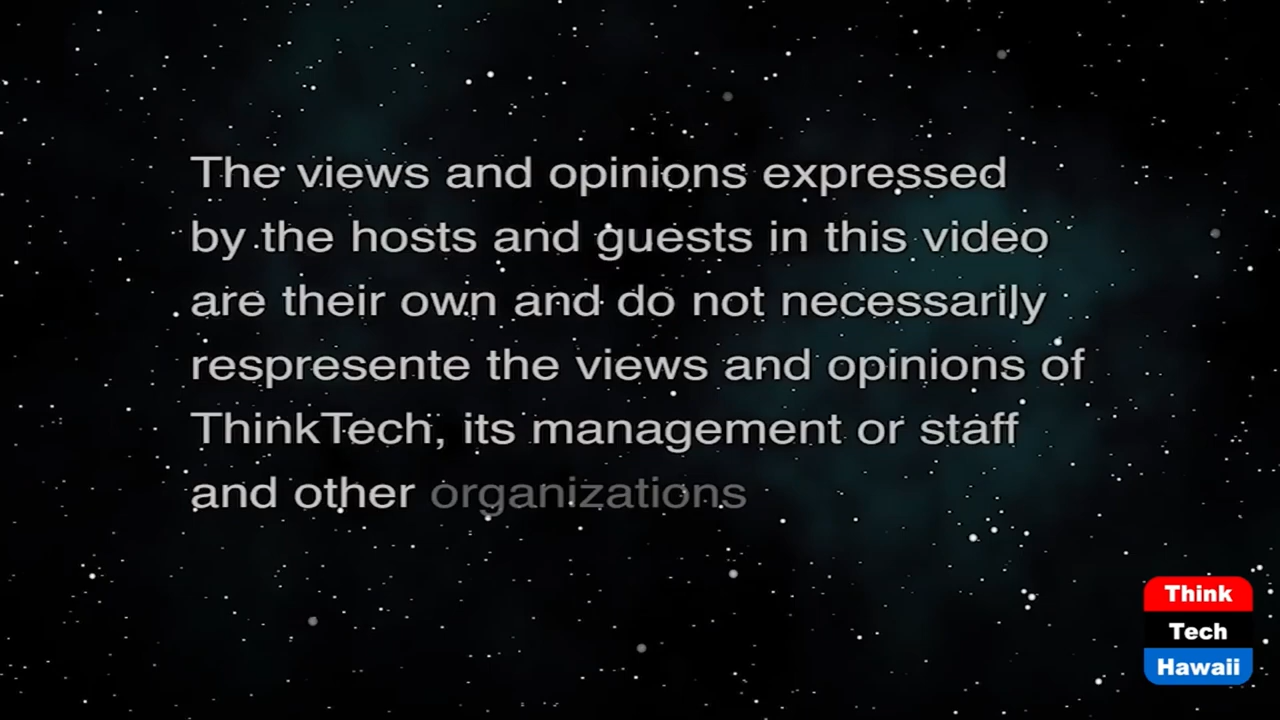 The views and opinions expressed
by the hosts and guests in this video
are their own and do not necessarily
respresente the views and opinions of
ThinkTech, its management or staff
and other organizations
Think
Tech
Hawaii